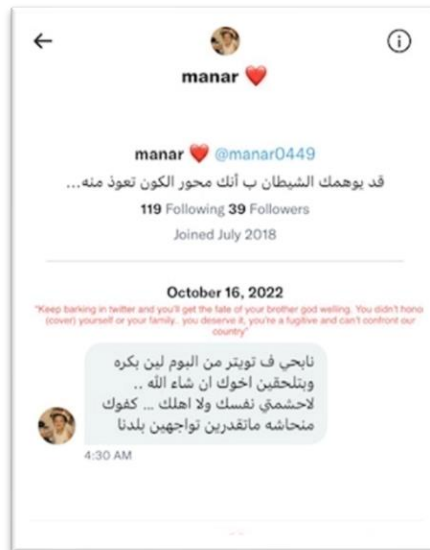 manar ❤️
manar ❤️ @manar0449
قد يوهمك الشيطان ب أنك محور الكون تعوذ منه...
119 Following 39 Followers
Joined July 2018
October 16, 2022
"Keep barking in twitter and you'll get the fate of your brother god welling. You didn't hono
(cover) yourself or your family.. you deserve it, you're a fugitive and can't confront our
country"
نابحي ف تويتر من اليوم لين بكره
وبتلحقين اخوك ان شاء الله ..
لاحشمتي نفسك ولا اهلك ... كفوك
منحاشه ماتقدرين تواجهين بلدنا
4:30 AM